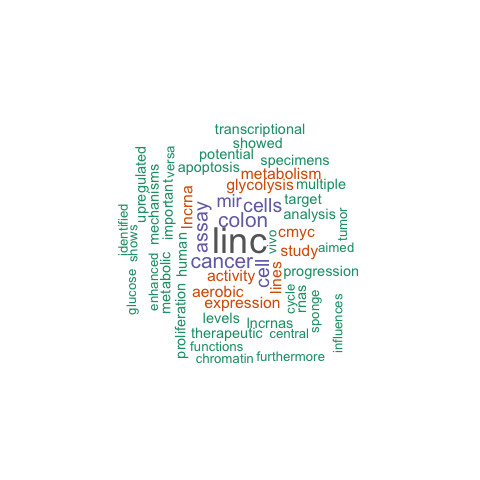 transcriptional
showed
potential
specimens
apoptosis
metabolism
glycolysis
multiple
mir
cells
target
colon
analysis
linc
cmyc
cancer
study
aimed
activity
cell
progression
aerobic
expression
levels
lncrnas
therapeutic
central
functions
chromatin
furthermore
identified
shows
glucose
upregulated
mechanisms
enhanced
versa
important
metabolic
lncrna
human
proliferation
assay
vivo
lines
cycle
rnas
sponge
tumor
influences